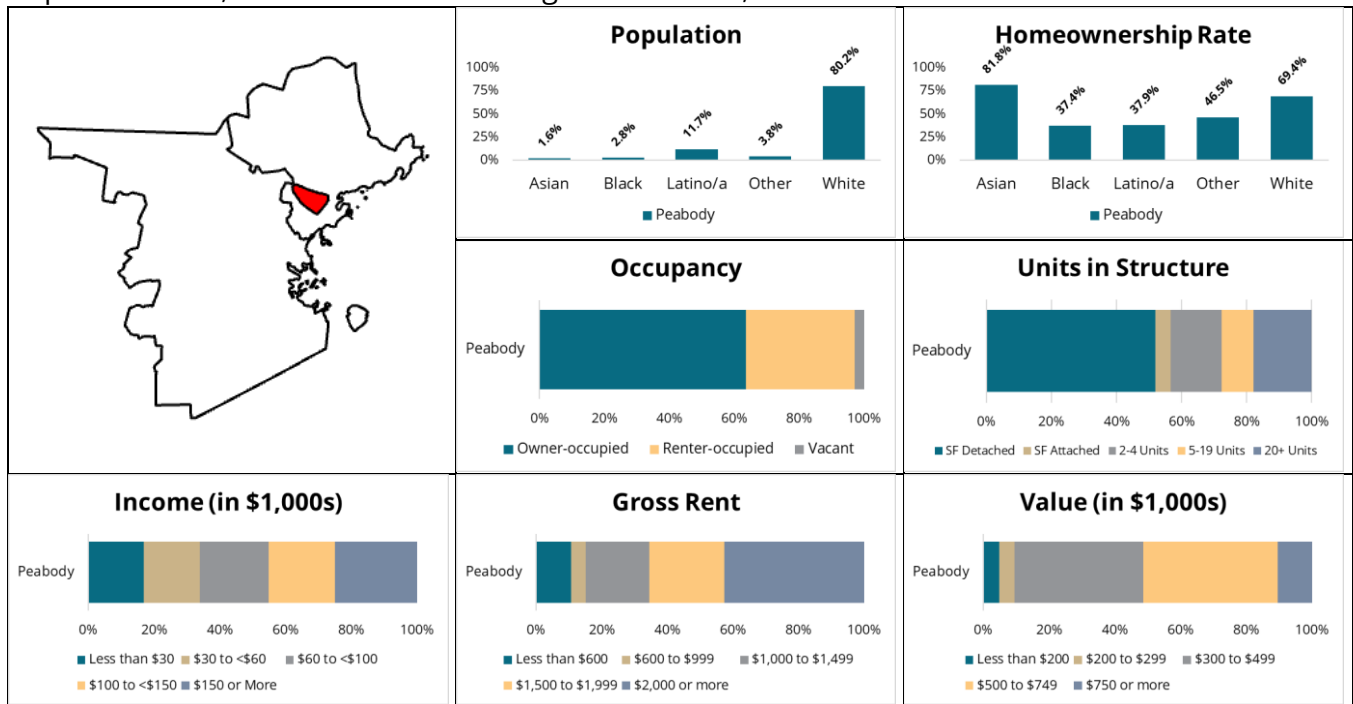 Population
100%
75%
50%
25%
0%
1.6%
2.8%
11.7%
3.8%
80.2%
Asian Black Latino/a Other White
Peabody
Homeownership Rate
100%
75%
50%
25%
0%
81.8%
37.4%
37.9%
46.5%
69.4%
Asian Black Latino/a Other White
Peabody
Occupancy
Peabody
0% 20% 40% 60% 80% 100%
Owner-occupied Renter-occupied Vacant
Units in Structure
Peabody
0% 20% 40% 60% 80% 100%
SF Detached SF Attached 2-4 Units 5-19 Units 20+ Units
Income (in $1,000s)
Peabody
0% 20% 40% 60% 80% 100%
Less than $30 $30 to <$60 $60 to <$100
$100 to <$150 $150 or More
Gross Rent
Peabody
0% 20% 40% 60% 80% 100%
Less than $600 $600 to $999 $1,000 to $1,499
$1,500 to $1,999 $2,000 or more
Value (in $1,000s)
Peabody
0% 20% 40% 60% 80% 100%
Less than $200 $200 to $299 $300 to $499
$500 to $749 $750 or more